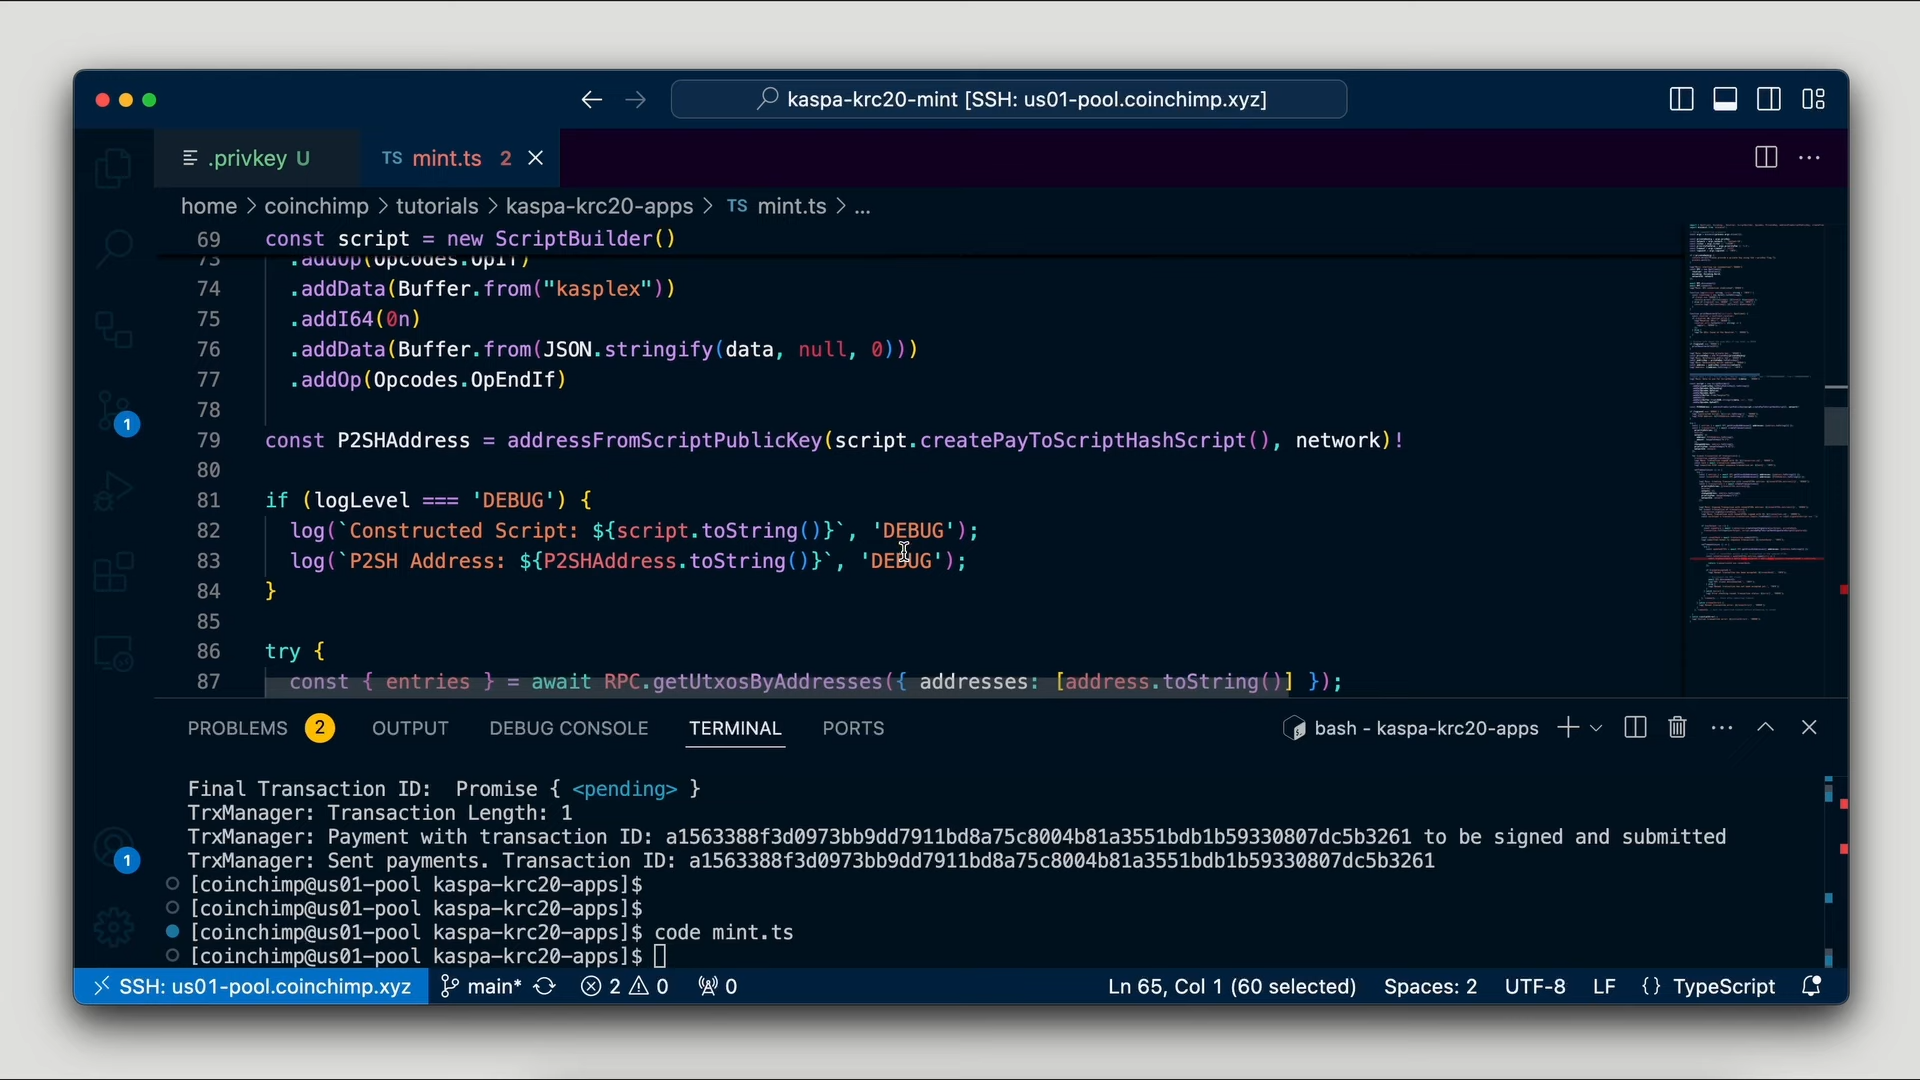 kaspa-krc20-mint [SSH: us01-pool.coinchimp.xyz]
.privkey U
TS mint.ts 2
home > coinchimp > tutorials > kaspa-krc20-apps > TS mint.ts > ...
69 const script = new ScriptBuilder()
73 .addOp(Opcodes.OpIf)
74 .addData(Buffer.from("kasplex"))
75 .addI64(0n)
76 .addData(Buffer.from(JSON.stringify(data, null, 0)))
77 .addOp(Opcodes.OpEndIf)
78
79 const P2SHAddress = addressFromScriptPublicKey(script.createPayToScriptHashScript(), network)!
80
81 if (logLevel === 'DEBUG') {
82 log(`Constructed Script: ${script.toString()}`, 'DEBUG');
83 log(`P2SH Address: ${P2SHAddress.toString()}`, 'DEBUG');
84 }
85
86 try {
87 const { entries } = await RPC.getUtxosByAddresses({ addresses: [address.toString()] });
1
1
PROBLEMS 2 OUTPUT DEBUG CONSOLE TERMINAL PORTS bash - kaspa-krc20-apps
Final Transaction ID:  Promise { <pending> }
TrxManager: Transaction Length: 1
TrxManager: Payment with transaction ID: a1563388f3d0973bb9dd7911bd8a75c8004b81a3551bdb1b59330807dc5b3261 to be signed and submitted
TrxManager: Sent payments. Transaction ID: a1563388f3d0973bb9dd7911bd8a75c8004b81a3551bdb1b59330807dc5b3261
[coinchimp@us01-pool kaspa-krc20-apps]$
[coinchimp@us01-pool kaspa-krc20-apps]$
[coinchimp@us01-pool kaspa-krc20-apps]$ code mint.ts
[coinchimp@us01-pool kaspa-krc20-apps]$
SSH: us01-pool.coinchimp.xyz main* 2 0 0 Ln 65, Col 1 (60 selected) Spaces: 2 UTF-8 LF {} TypeScript